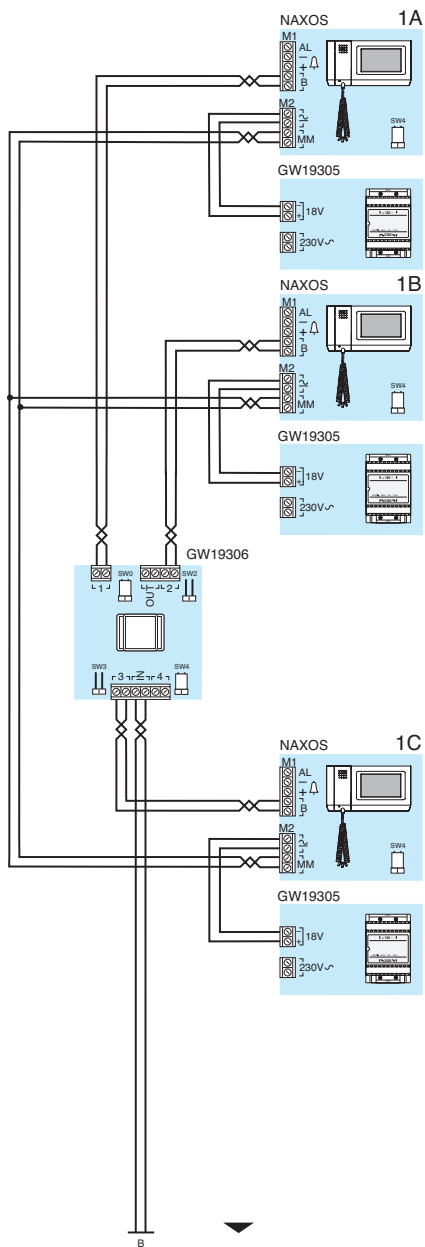 NAXOS 1A
M1
AL
–
+
B
M2
MM
SW4
GW19305
18V
+
230V~
NAXOS 1B
M1
AL
–
+
B
M2
MM
SW4
GW19305
18V
+
230V~
GW19306
1
SW0
OUT
2
SW2
SW3
3
IN
4
SW4
NAXOS 1C
M1
AL
–
+
B
M2
MM
SW4
GW19305
18V
+
230V~
B